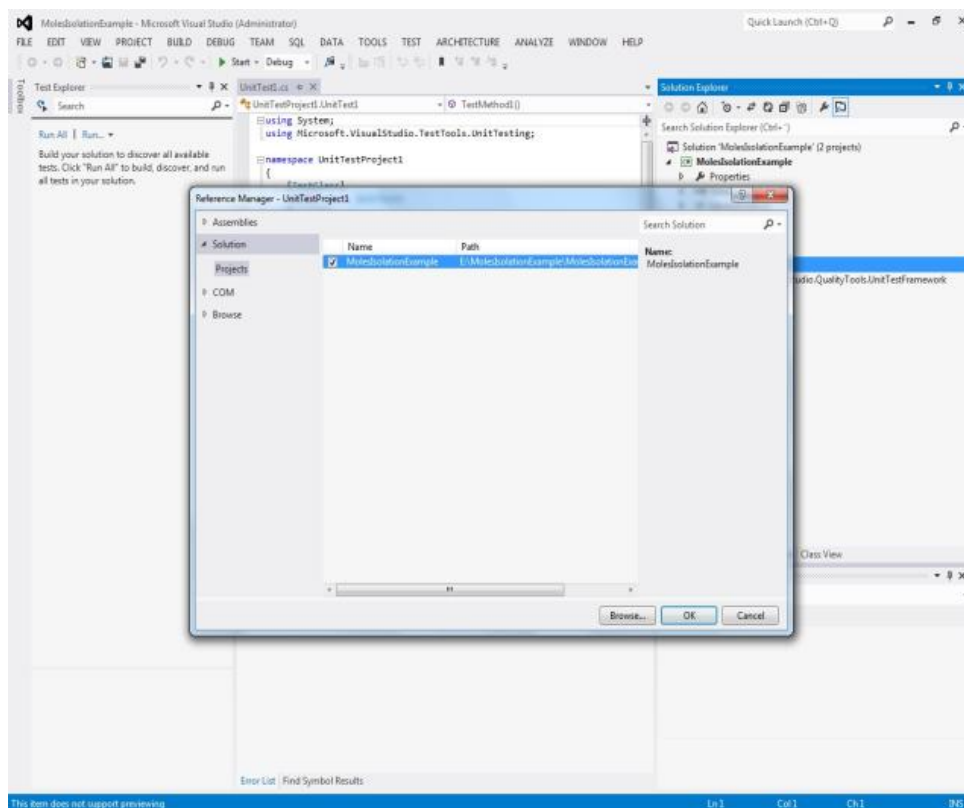 MolesIsolationExample - Microsoft Visual Studio (Administrator)
Quick Launch (Ctrl+Q)
FILE EDIT VIEW PROJECT BUILD DEBUG TEAM SQL DATA TOOLS TEST ARCHITECTURE ANALYZE WINDOW HELP
Start - Debug
Toolbox
Test Explorer
Search
Run All | Run...
Build your solution to discover all available
tests. Click "Run All" to build, discover, and run
all tests in your solution.
UnitTest1.cs
UnitTestProject1.UnitTest1
TestMethod1()
using System;
using Microsoft.VisualStudio.TestTools.UnitTesting;
namespace UnitTestProject1
{
[TestClass]
Solution Explorer
Search Solution Explorer (Ctrl+;)
Solution 'MolesIsolationExample' (2 projects)
MolesIsolationExample
Properties
Reference Manager - UnitTestProject1
Assemblies
Solution
Projects
COM
Browse
Name Path
MolesIsolationExample E:\MolesIsolationExample\MolesIsolationExa
Search Solution
Name:
MolesIsolationExample
Browse... OK Cancel
udio.QualityTools.UnitTestFramework
Class View
Error List Find Symbol Results
This item does not support previewing
Ln 1 Col 1 Ch 1 INS